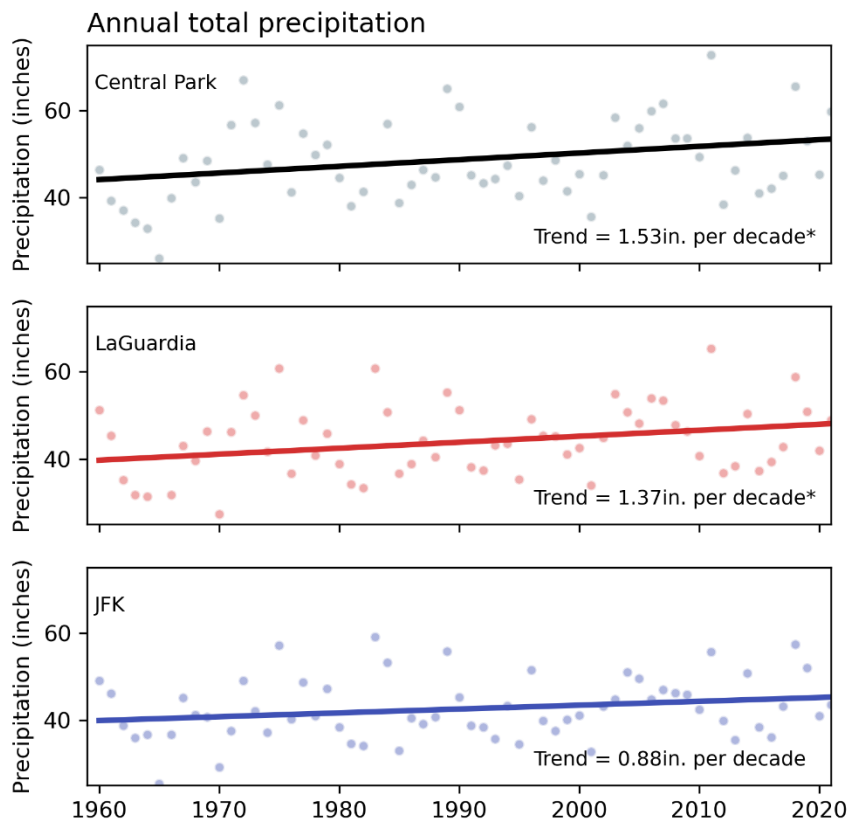 Annual total precipitation
Precipitation (inches)
60
40
Central Park
Trend = 1.53in. per decade*
Precipitation (inches)
60
40
LaGuardia
Trend = 1.37in. per decade*
Precipitation (inches)
60
40
JFK
Trend = 0.88in. per decade
1960 1970 1980 1990 2000 2010 2020